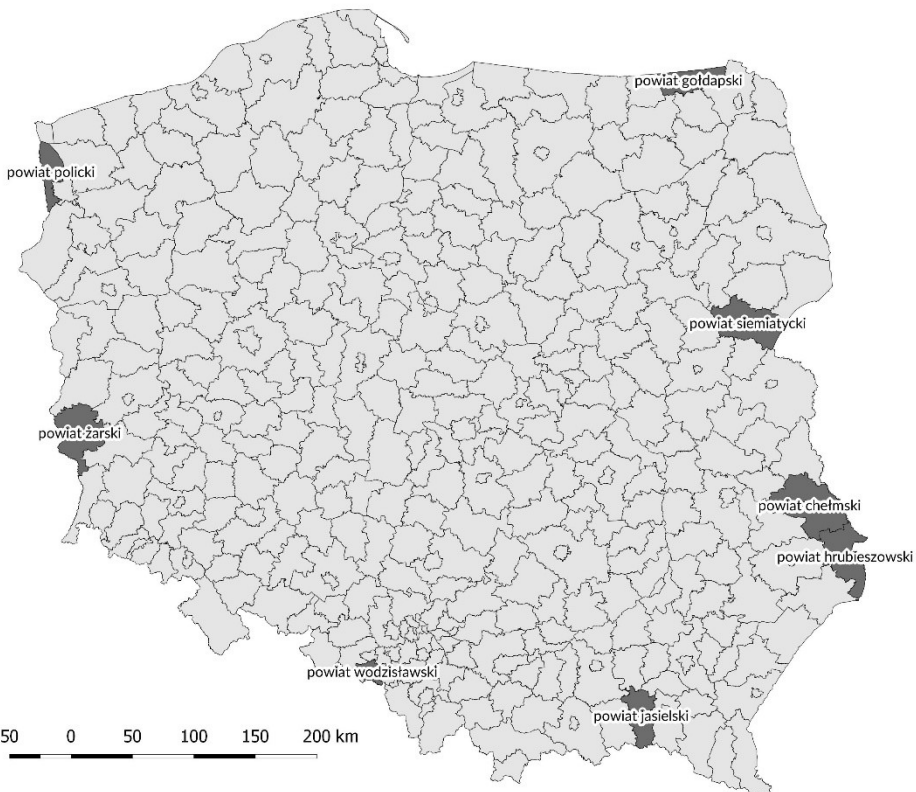 powiat gołdapski
powiat policki
powiat siemiatycki
powiat żarski
powiat chełmski
powiat hrubieszowski
powiat wodzisławski
powiat jasielski
50 0 50 100 150 200 km